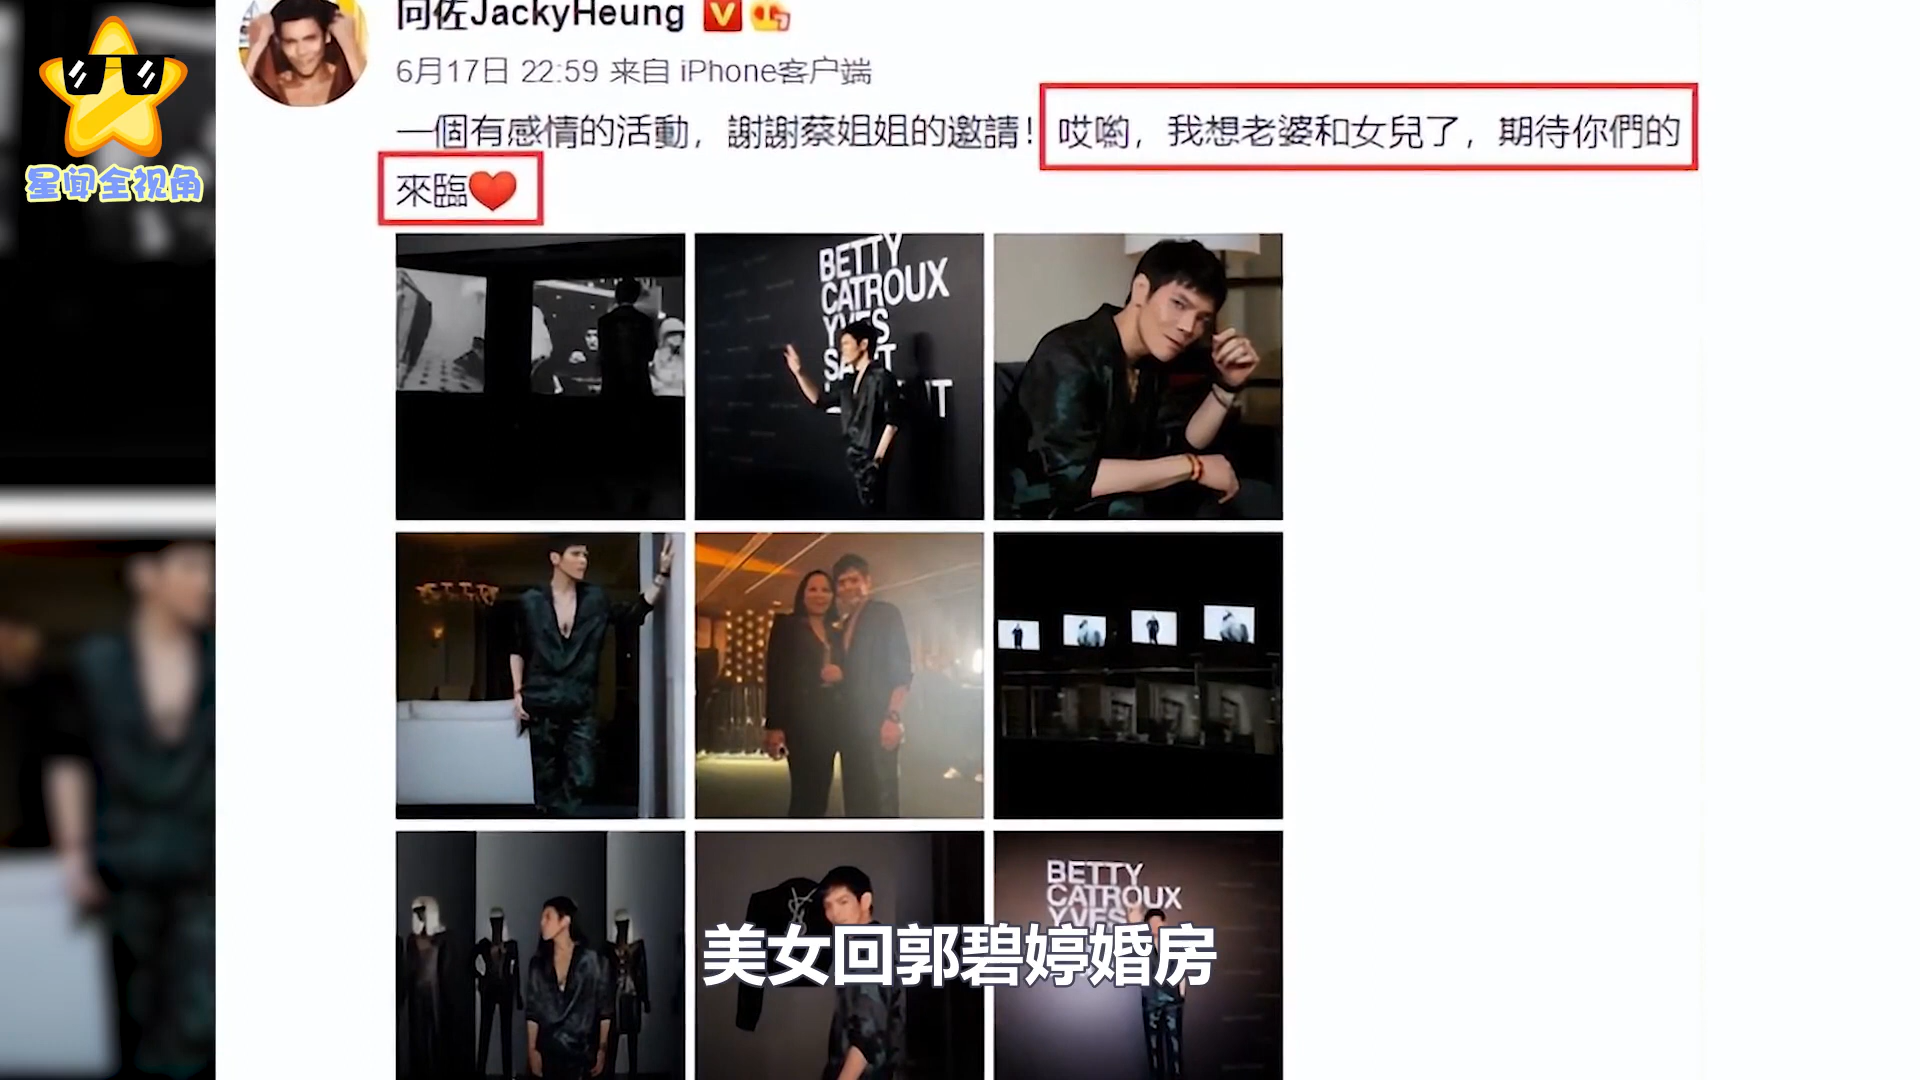 向佐JackyHeung
6月17日 22:59 来自 iPhone客户端
一個有感情的活動，謝謝蔡姐姐的邀請！哎喲，我想老婆和女兒了，期待你們的
來臨
星闻全视角
BETTY
CATROUX
YVES
BETTY
CATROUX
YVES
美女回郭碧婷婚房